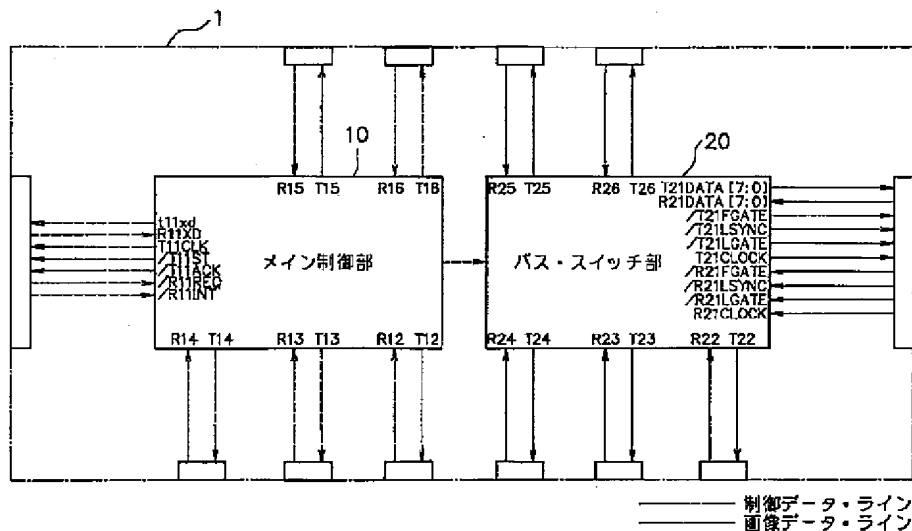 1
10
20
R15 T15
R16 T16
R25 T25
R26 T26
t11xd
R11XD
T11CLK
/T11ST
/T11ACK
/R11REQ
/R11INT
メイン制御部
バス・スイッチ部
T21DATA [7:0]
R21DATA [7:0]
/T21FGATE
/T21LSYNC
/T21LGATE
T21CLOCK
/R21FGATE
/R21LSYNC
/R21LGATE
R21CLOCK
R14 T14
R13 T13
R12 T12
R24 T24
R23 T23
R22 T22
制御データ・ライン
画像データ・ライン